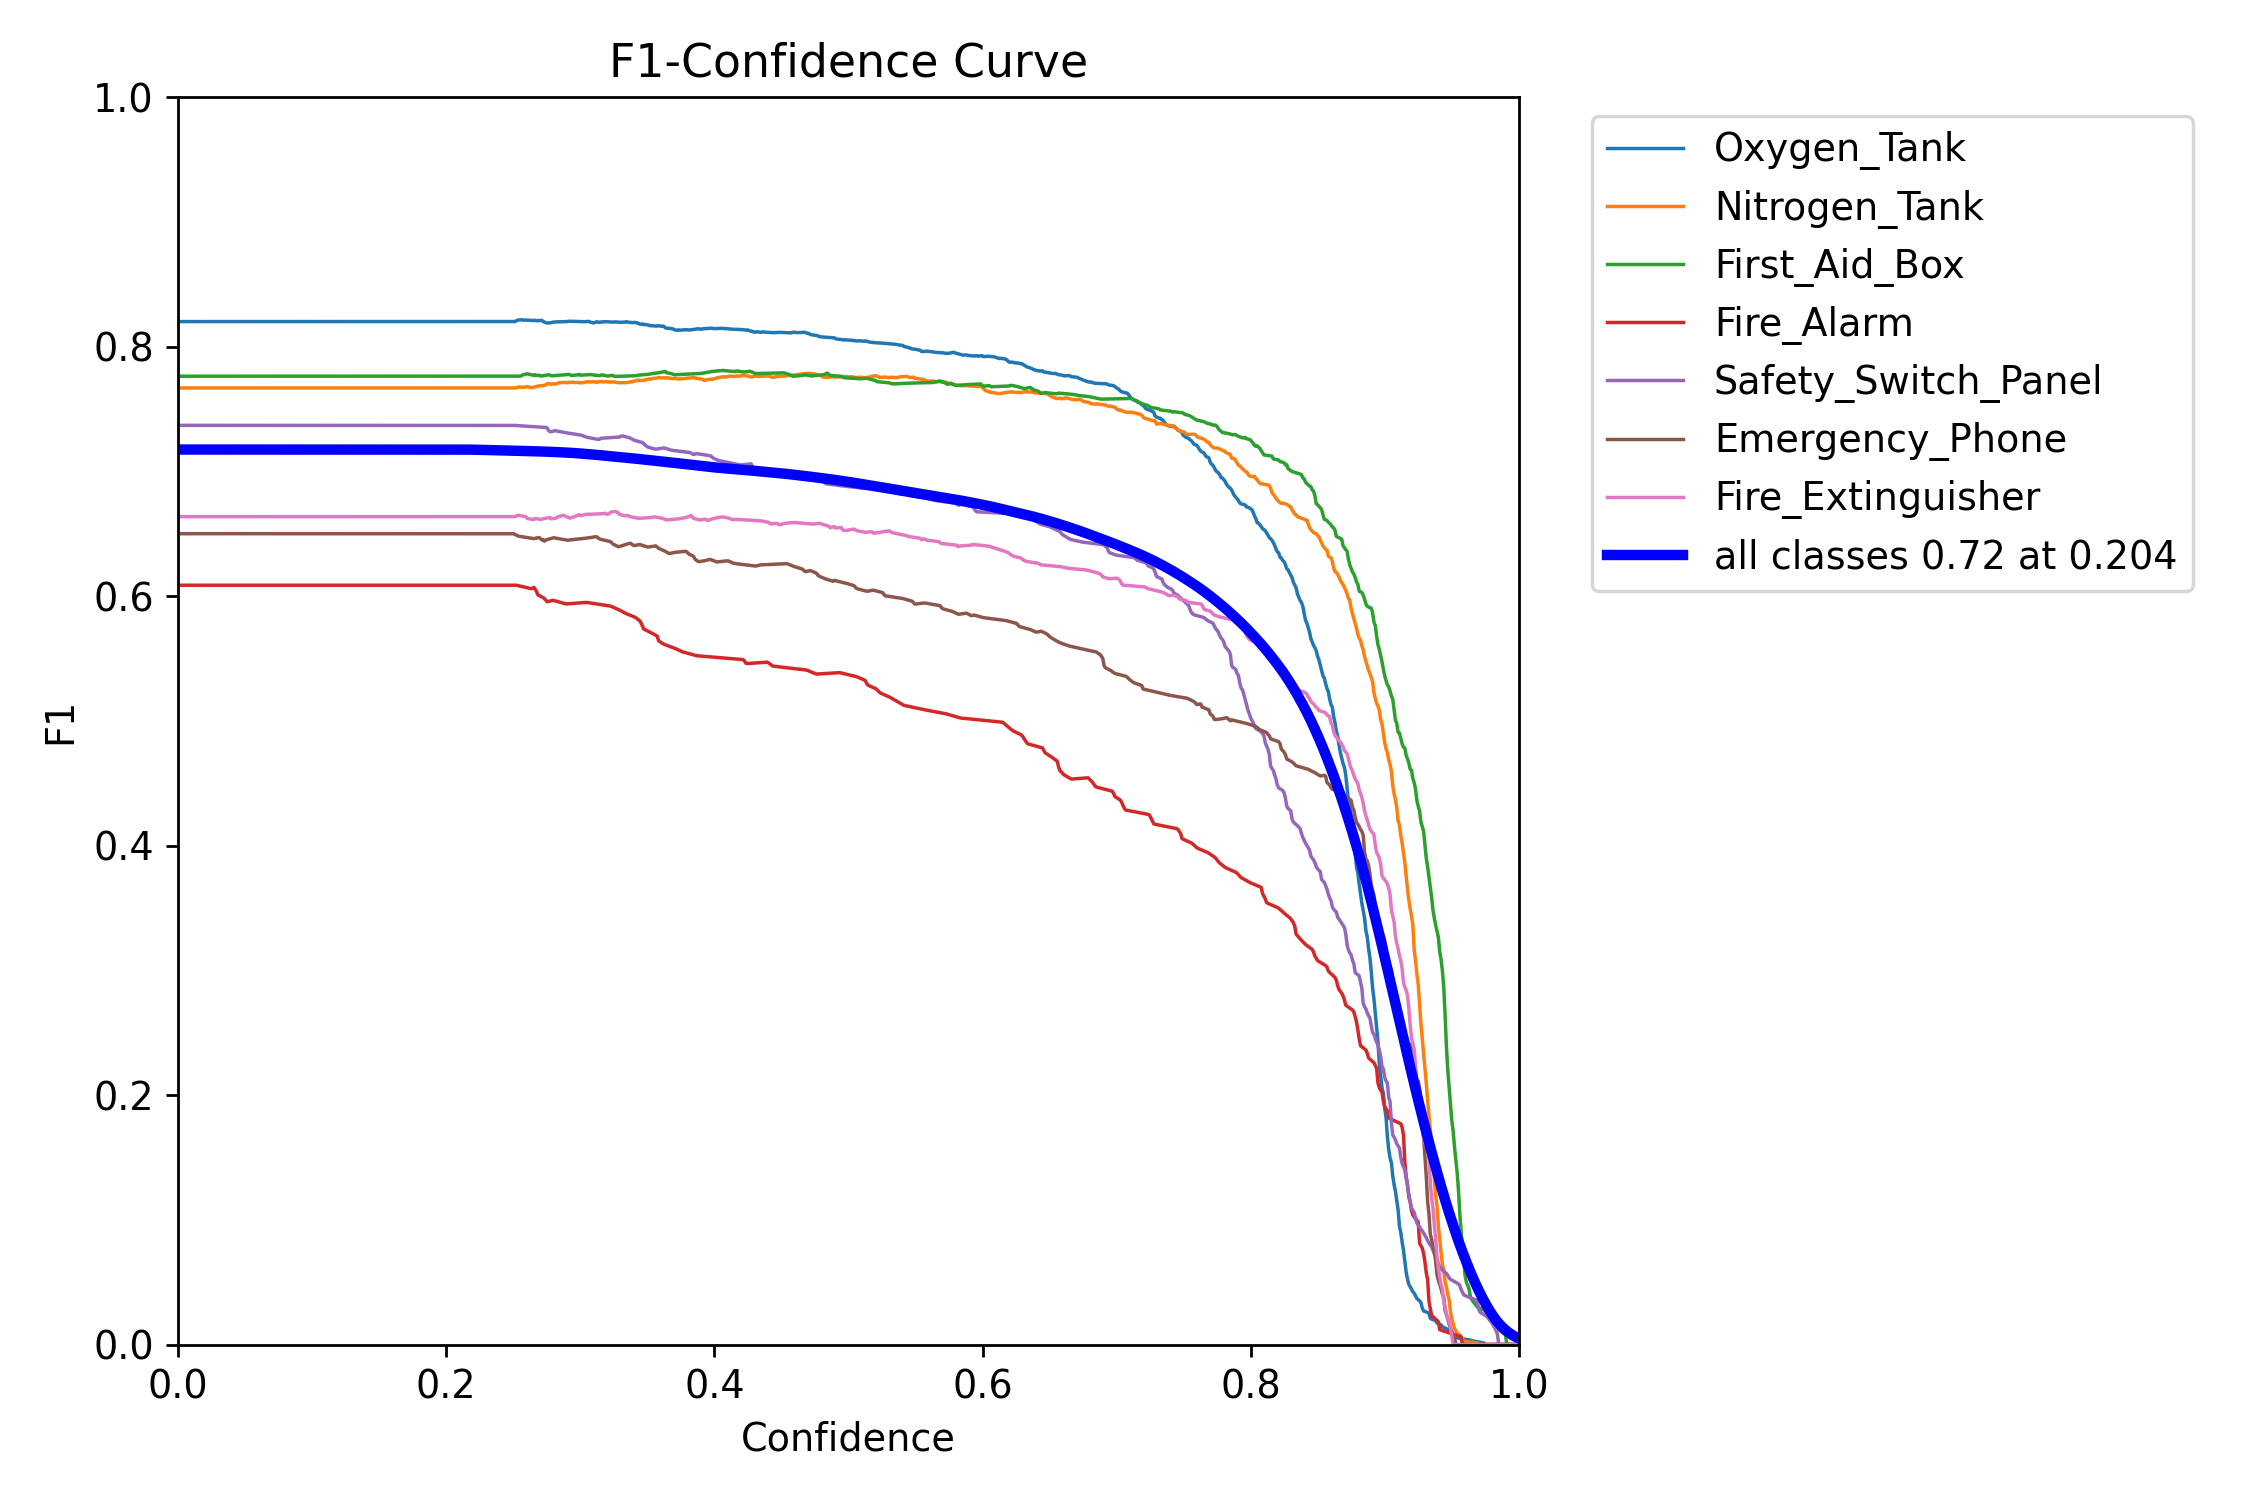 F1-Confidence Curve
1.0
0.8
0.6
0.4
0.2
0.0
F1
0.0 0.2 0.4 0.6 0.8 1.0
Confidence
Oxygen_Tank
Nitrogen_Tank
First_Aid_Box
Fire_Alarm
Safety_Switch_Panel
Emergency_Phone
Fire_Extinguisher
all classes 0.72 at 0.204